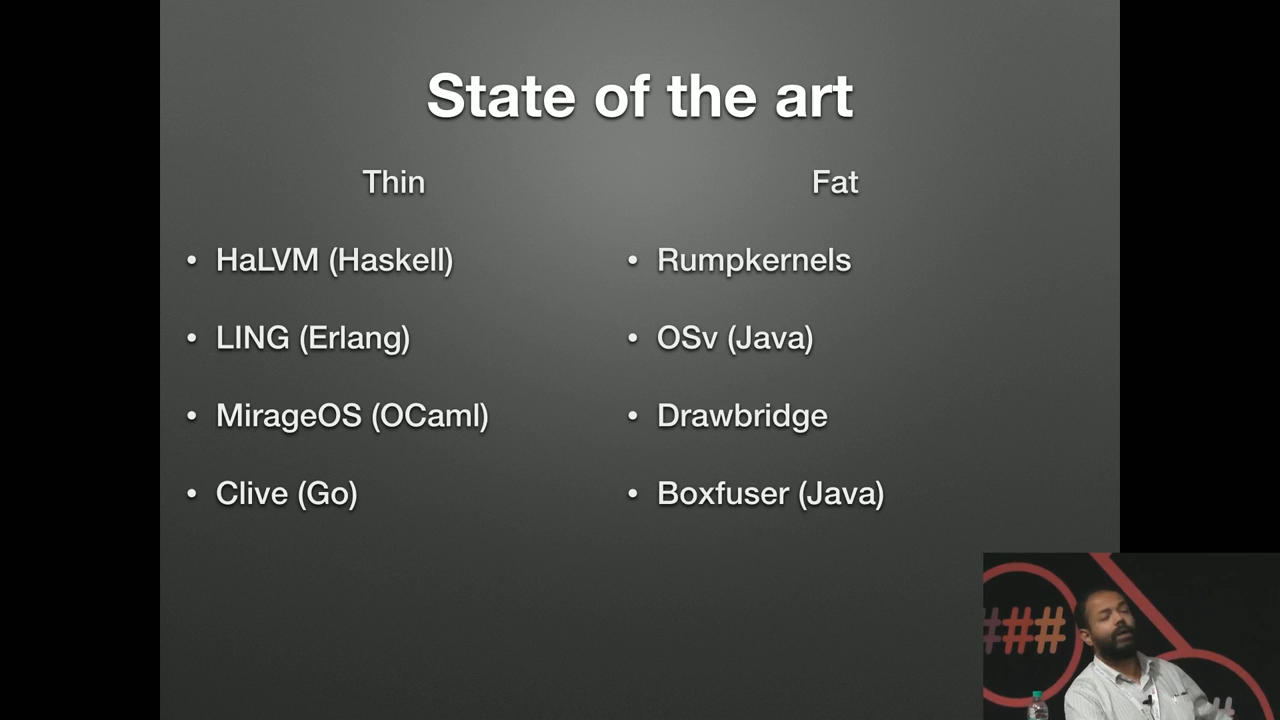 State of the art
Thin
Fat
• HaLVM (Haskell)
• LING (Erlang)
• MirageOS (OCaml)
• Clive (Go)
• Rumpkernels
• OSv (Java)
• Drawbridge
• Boxfuser (Java)
###
#